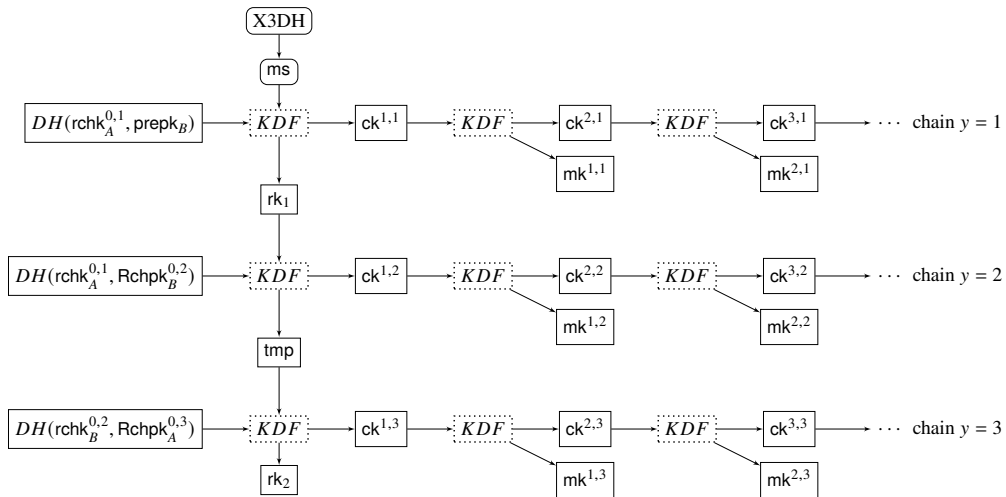 X3DH
ms
DH(rchk_A^{0,1}, prepk_B) KDF ck^{1,1} KDF ck^{2,1} KDF ck^{3,1} ··· chain y = 1
mk^{1,1} mk^{2,1}
rk_1
DH(rchk_A^{0,1}, Rchpk_B^{0,2}) KDF ck^{1,2} KDF ck^{2,2} KDF ck^{3,2} ··· chain y = 2
mk^{1,2} mk^{2,2}
tmp
DH(rchk_B^{0,2}, Rchpk_A^{0,3}) KDF ck^{1,3} KDF ck^{2,3} KDF ck^{3,3} ··· chain y = 3
rk_2 mk^{1,3} mk^{2,3}